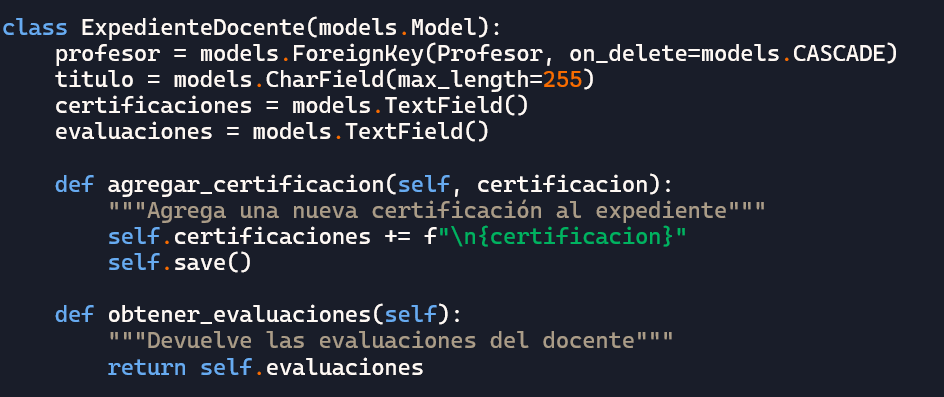 class ExpedienteDocente(models.Model):
    profesor = models.ForeignKey(Profesor, on_delete=models.CASCADE)
    titulo = models.CharField(max_length=255)
    certificaciones = models.TextField()
    evaluaciones = models.TextField()

    def agregar_certificacion(self, certificacion):
        """Agrega una nueva certificación al expediente"""
        self.certificaciones += f"\n{certificacion}"
        self.save()

    def obtener_evaluaciones(self):
        """Devuelve las evaluaciones del docente"""
        return self.evaluaciones